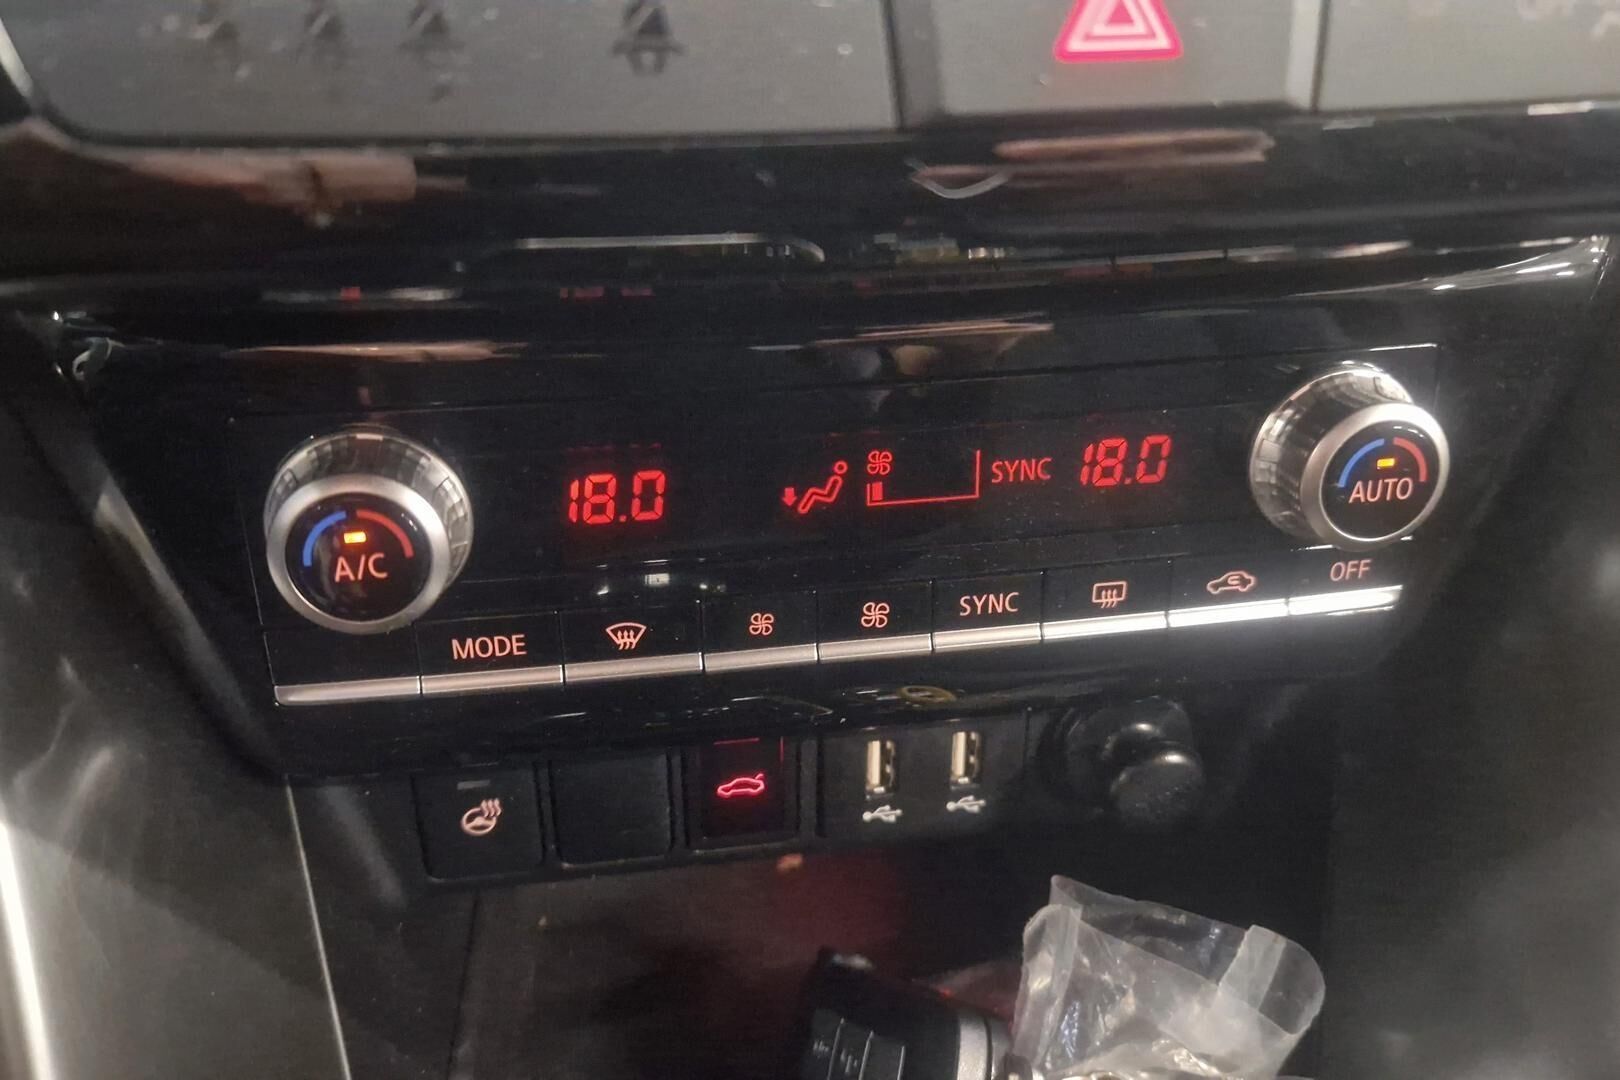 18.0
SYNC
18.0
A/C
AUTO
MODE
SYNC
OFF